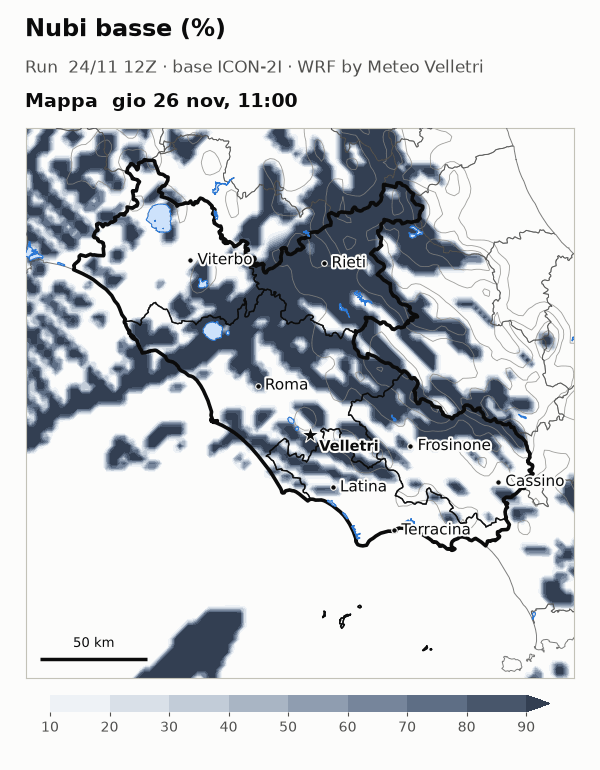 Nubi basse (%)
Run  24/11 12Z · base ICON-2I · WRF by Meteo Velletri
Mappa  gio 26 nov, 11:00
Viterbo
Rieti
Roma
Velletri
Frosinone
Cassino
Latina
Terracina
50 km
10 20 30 40 50 60 70 80 90